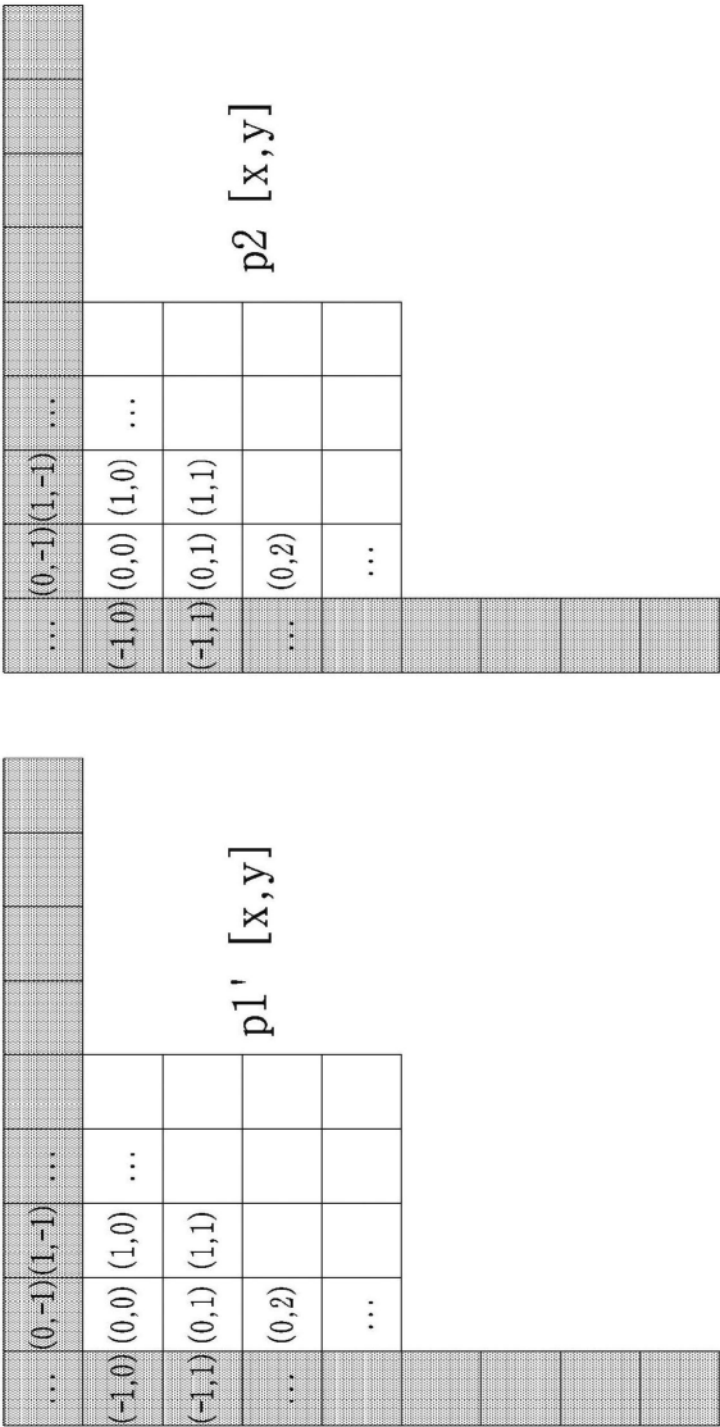 ... (0,-1)(1,-1) ...
(-1,0) (0,0) (1,0) ...
(-1,1) (0,1) (1,1)
... (0,2) p1' [x,y]
...
... (0,-1)(1,-1) ...
(-1,0) (0,0) (1,0) ...
(-1,1) (0,1) (1,1)
... (0,2) p2 [x,y]
...